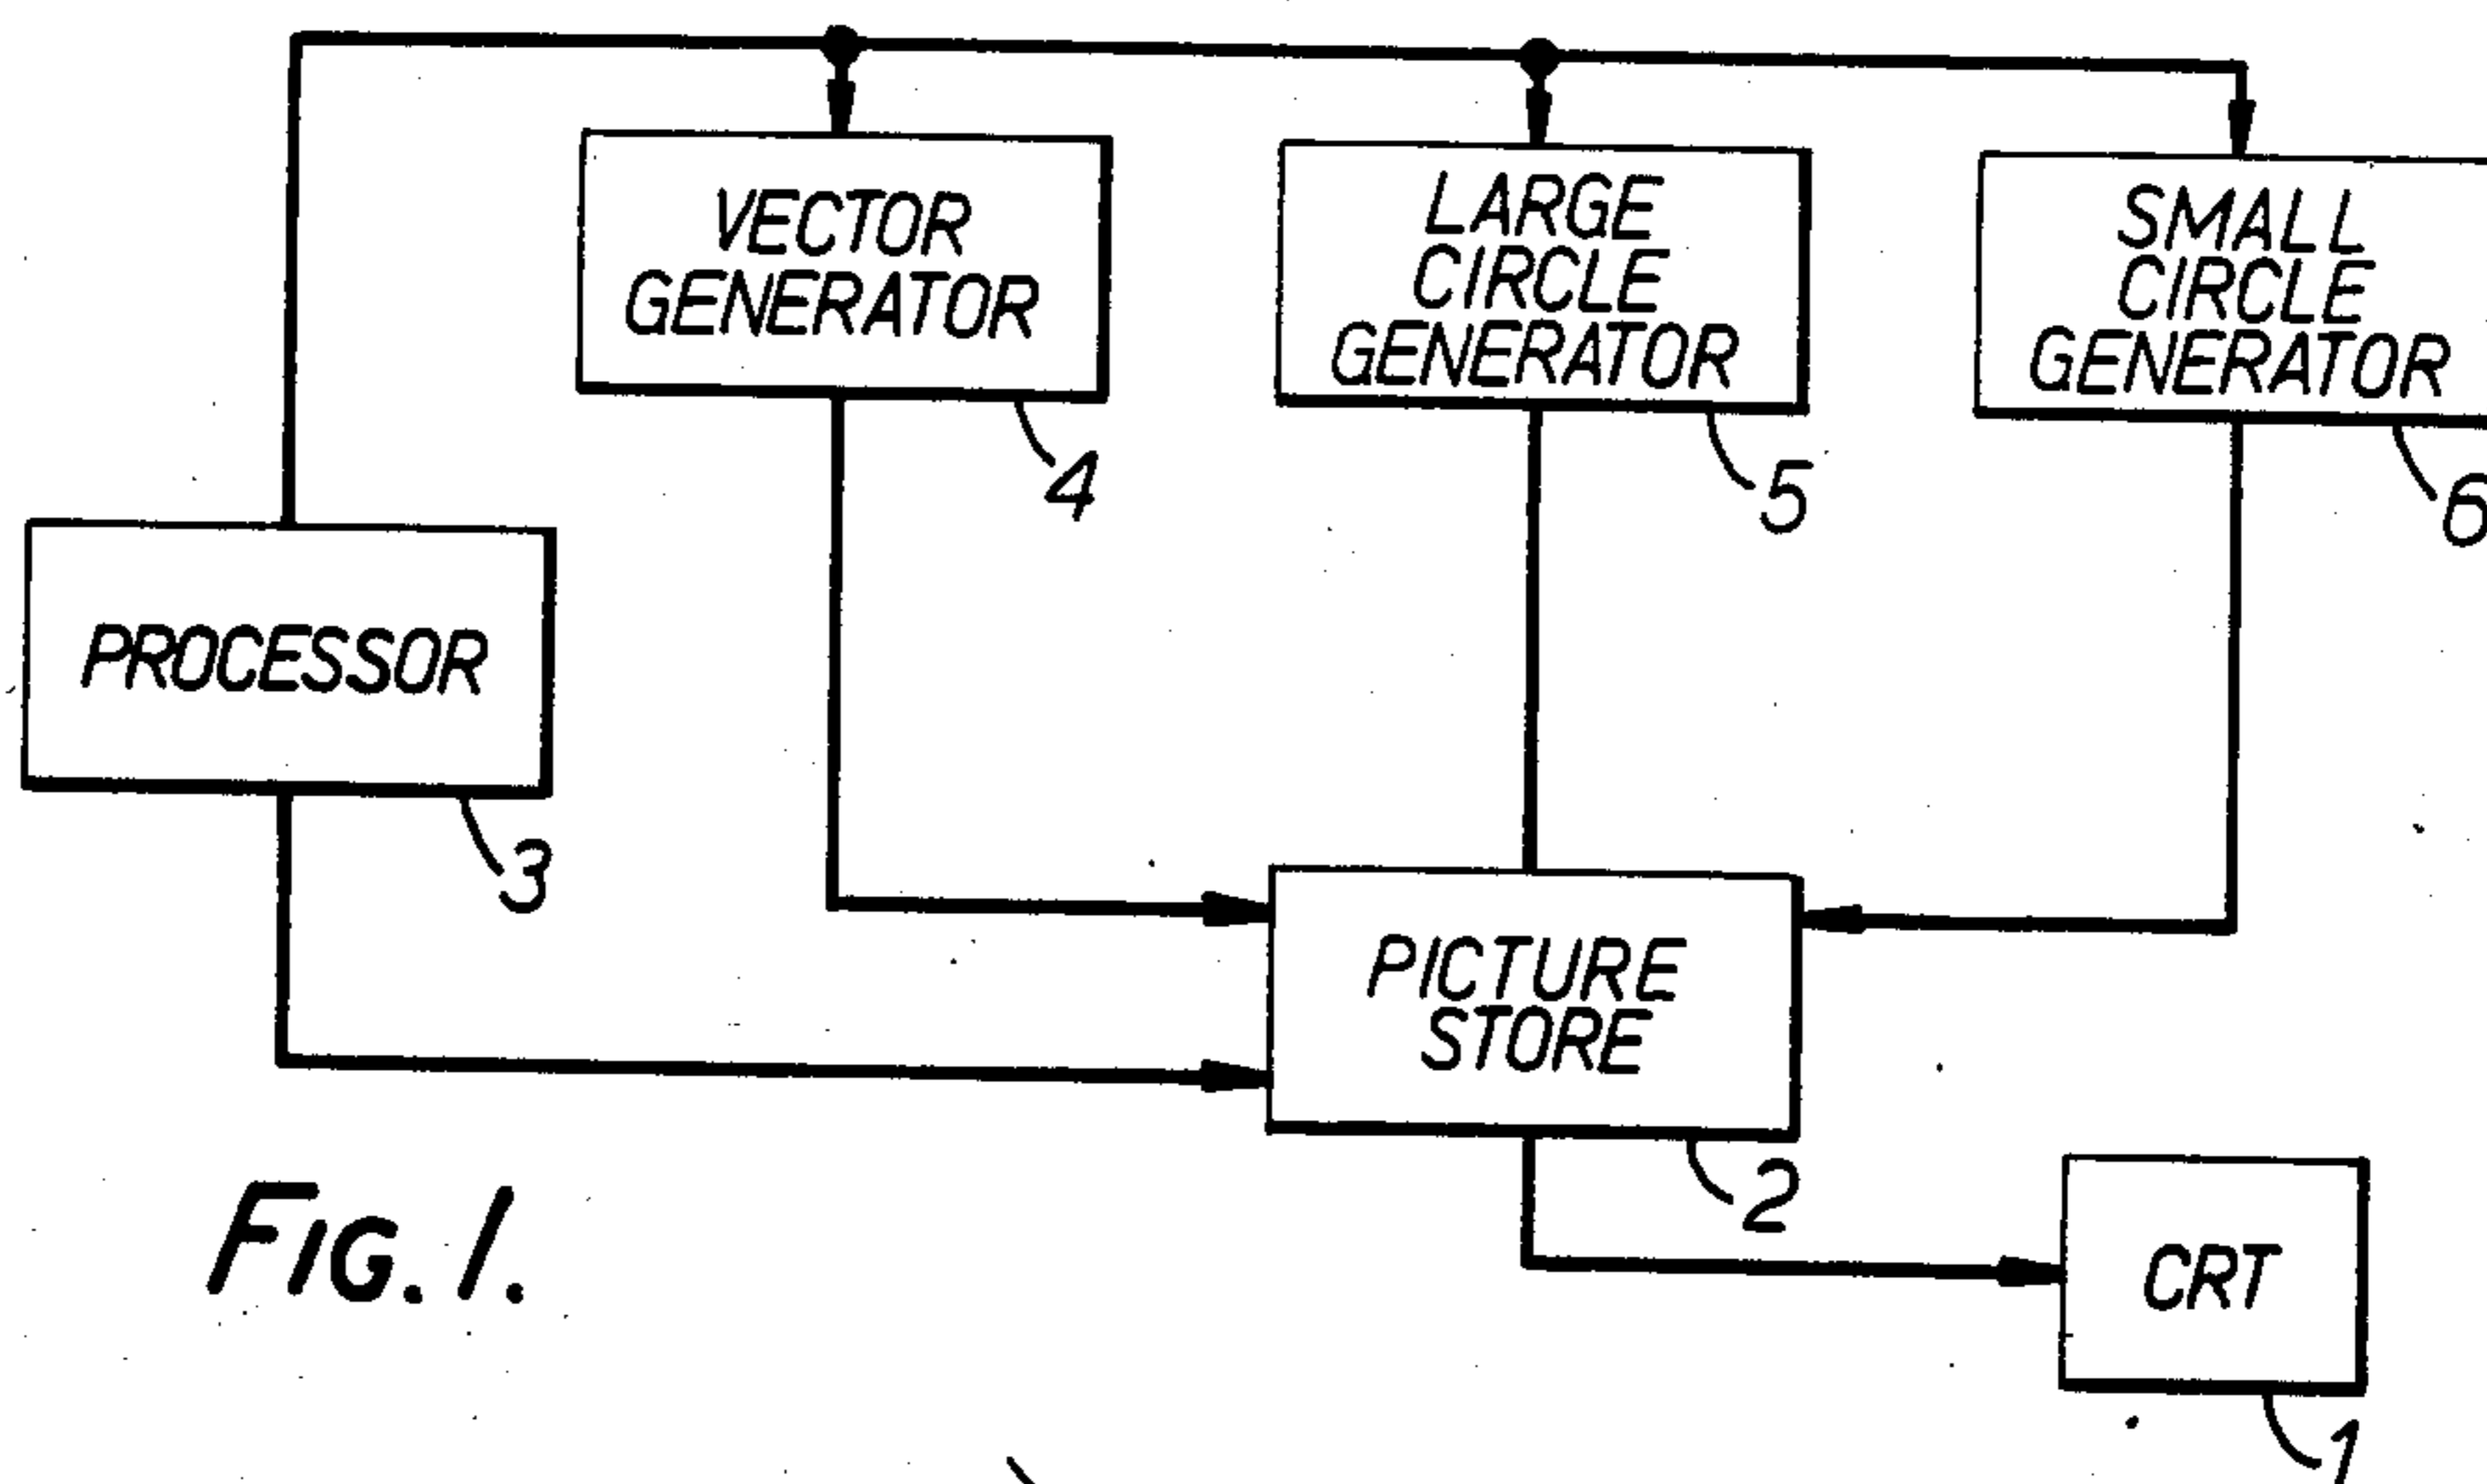 VECTOR
GENERATOR
4
LARGE
CIRCLE
GENERATOR
5
SMALL
CIRCLE
GENERATOR
6
PROCESSOR
3
PICTURE
STORE
2
CRT
1
FIG. 1.